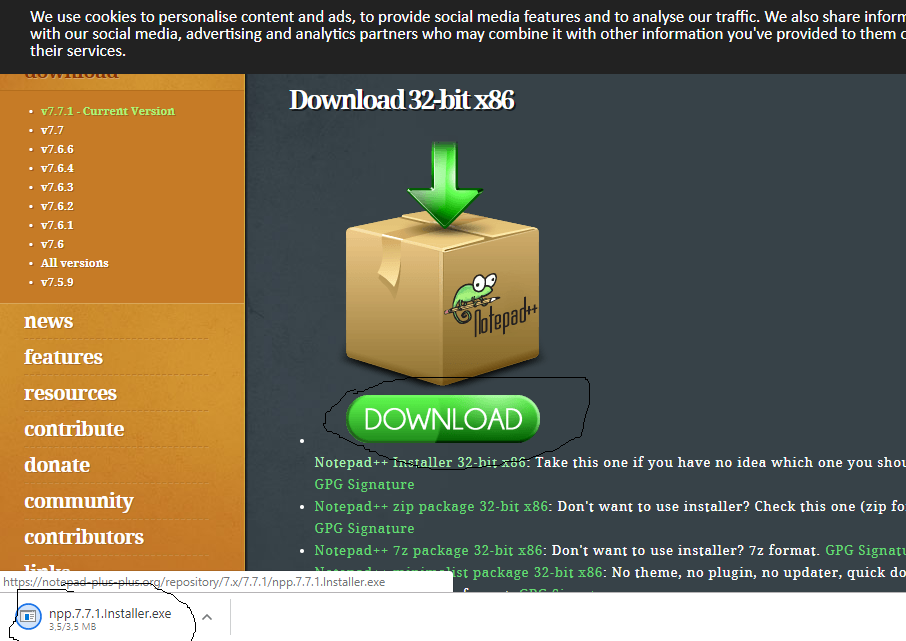 We use cookies to personalise content and ads, to provide social media features and to analyse our traffic. We also share
with our social media, advertising and analytics partners who may combine it with other information you've provided to them
their services.
download
v7.7.1 - Current Version
v7.7
v7.6.6
v7.6.4
v7.6.3
v7.6.2
v7.6.1
v7.6
All versions
v7.5.9
news
features
resources
contribute
donate
community
contributors
links
Download 32-bit x86
Notepad++
DOWNLOAD
Notepad++ Installer 32-bit x86: Take this one if you have no idea which one you
GPG Signature
Notepad++ zip package 32-bit x86: Don't want to use installer? Check this one (zip
GPG Signature
Notepad++ 7z package 32-bit x86: Don't want to use installer? 7z format. GPG
Notepad++ minimalist package 32-bit x86: No theme, no plugin, no updater, quick
https://notepad-plus-plus.org/repository/7.x/7.7.1/npp.7.7.1.Installer.exe
npp.7.7.1.Installer.exe
3,5/3,5 MB